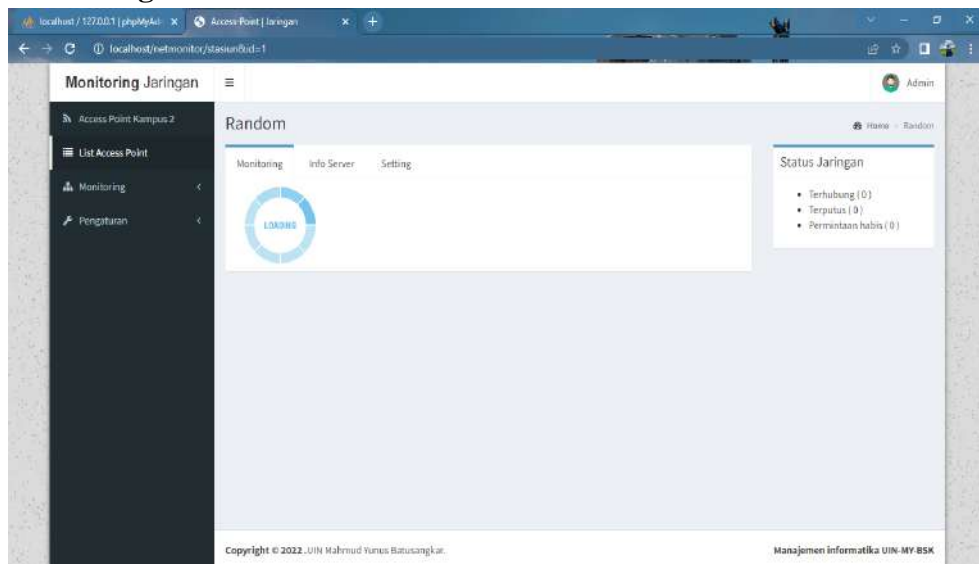 localhost / 127.0.0.1 | phpMyAd
Access Point | Jaringan
localhost/netmonitor/stasiun&id=1
Monitoring Jaringan
Admin
Access Point Kampus 2
List Access Point
Monitoring
Pengaturan
Random
Home Random
Monitoring Info Server Setting
LOADING
Status Jaringan
Terhubung ( 0 )
Terputus ( 0 )
Permintaan habis ( 0 )
Copyright © 2022 .UIN Mahmud Yunus Batusangkar.
Manajemen informatika UIN-MY-BSK